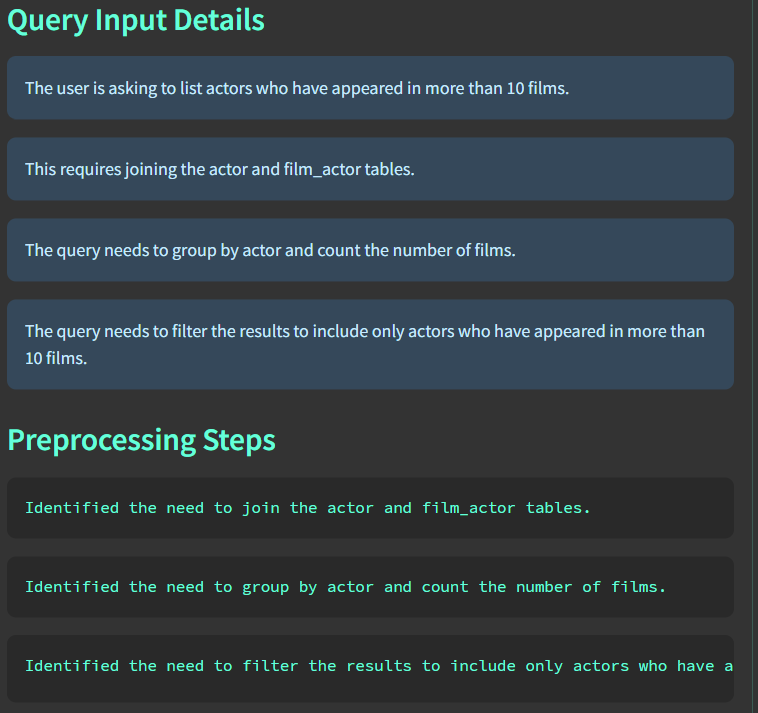 Query Input Details
The user is asking to list actors who have appeared in more than 10 films.
This requires joining the actor and film_actor tables.
The query needs to group by actor and count the number of films.
The query needs to filter the results to include only actors who have appeared in more than
10 films.
Preprocessing Steps
Identified the need to join the actor and film_actor tables.
Identified the need to group by actor and count the number of films.
Identified the need to filter the results to include only actors who have a